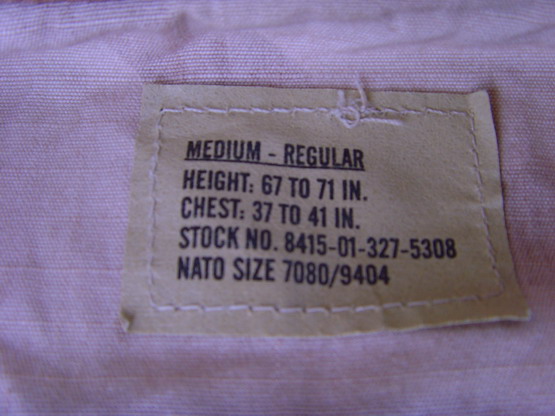 MEDIUM - REGULAR
HEIGHT: 67 TO 71 IN.
CHEST: 37 TO 41 IN.
STOCK NO. 8415-01-327-5308
NATO SIZE 7080/9404